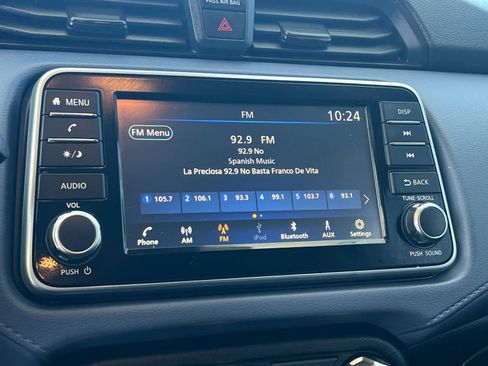 PASS AIR BAG
MENU
FM
10:24
DISP
FM Menu
92.9 FM
92.9 No
Spanish Music
La Preciosa 92.9 No Basta Franco De Vita
BACK
AUDIO
1 105.7 2 106.1 3 93.3 4 99.1 5 103.7 6 93.1
VOL
TUNE·SCROLL
Phone AM FM iPod Bluetooth AUX Settings
PUSH
PUSH SOUND